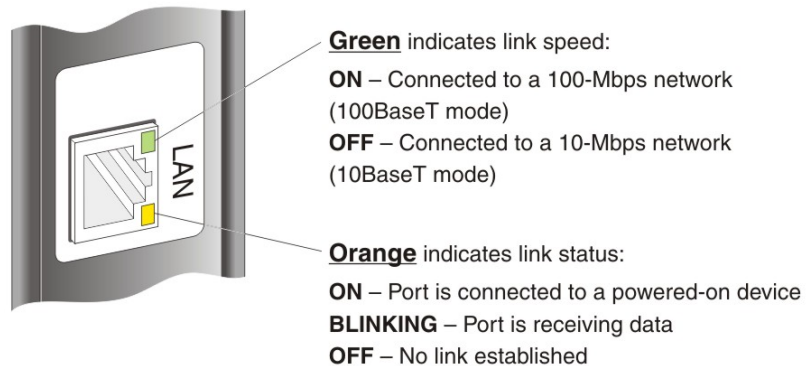 Green indicates link speed:
ON – Connected to a 100-Mbps network
(100BaseT mode)
OFF – Connected to a 10-Mbps network
(10BaseT mode)
LAN
Orange indicates link status:
ON – Port is connected to a powered-on device
BLINKING – Port is receiving data
OFF – No link established